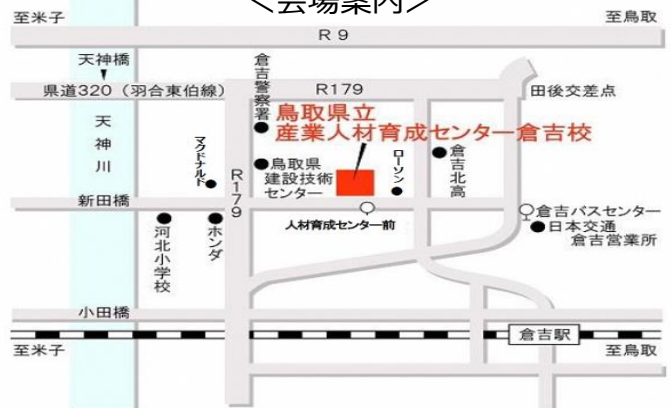 ＜会場案内＞
至米子
至鳥取
R9
天神橋
県道320（羽合東伯線）
R179
田後交差点
倉吉警察署
鳥取県立
産業人材育成センター倉吉校
天神川
マクドナルド
鳥取県
建設技術
センター
ローソン
倉吉北高
R179
新田橋
人材育成センター前
倉吉バスセンター
日本交通
倉吉営業所
河北小学校
ホンダ
小田橋
倉吉駅
至米子
至鳥取